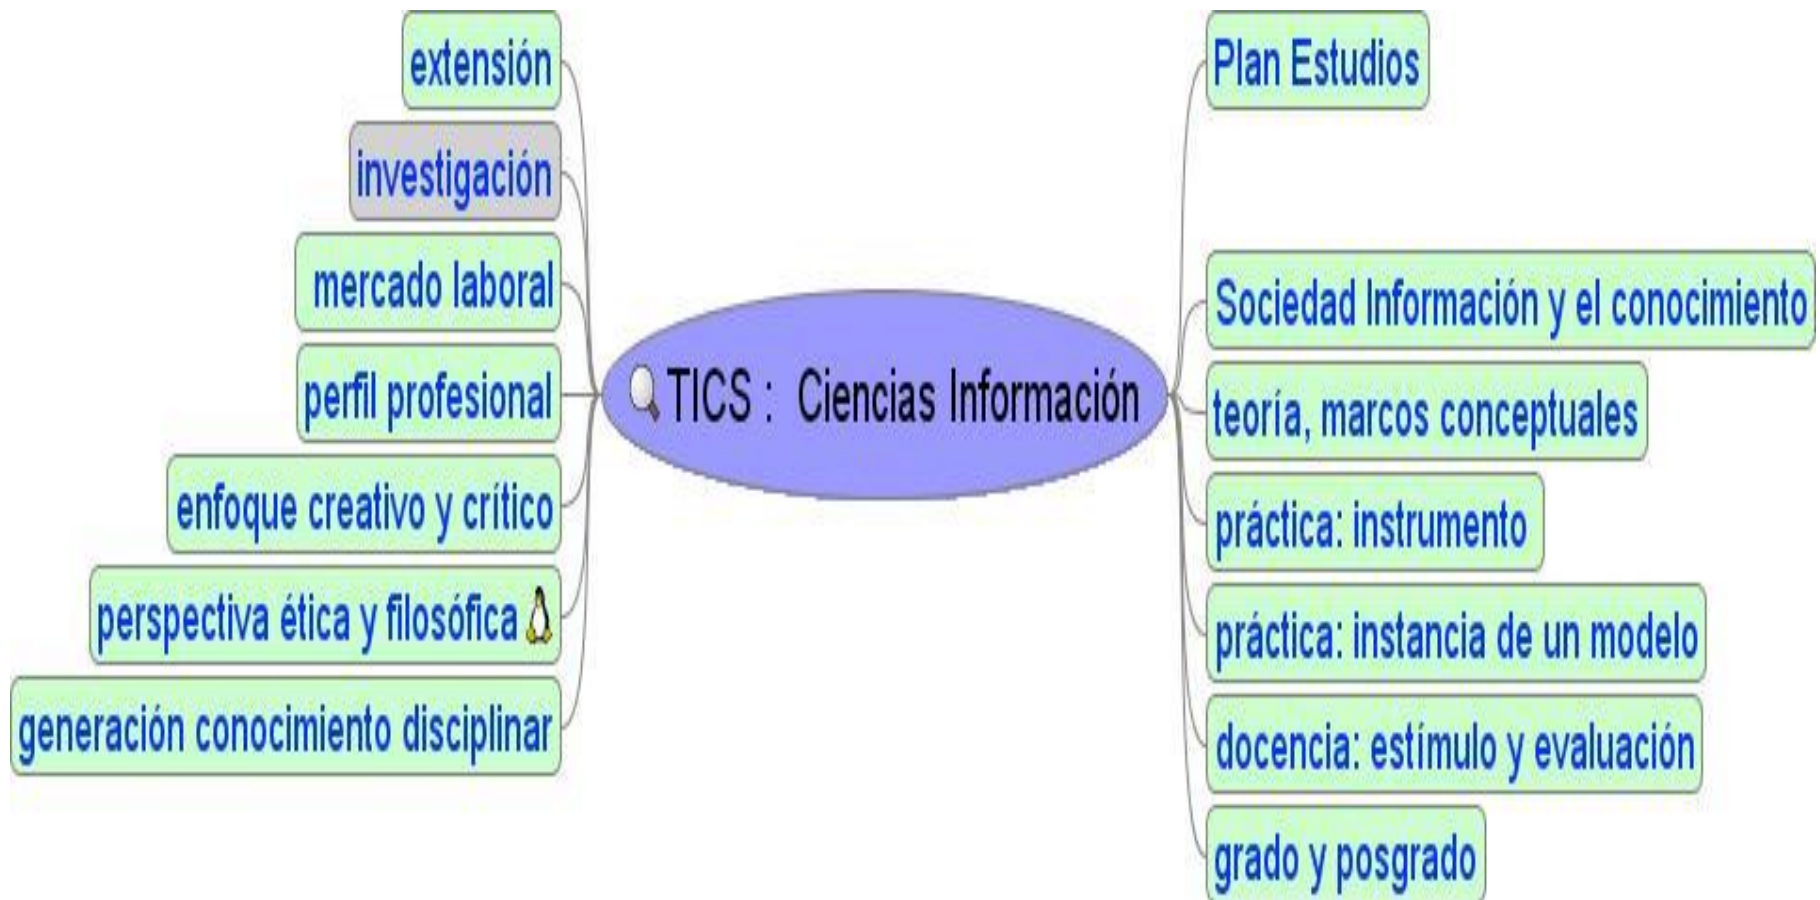 extensión
investigación
mercado laboral
perfil profesional
enfoque creativo y crítico
perspectiva ética y filosófica
generación conocimiento disciplinar
TICS : Ciencias Información
Plan Estudios
Sociedad Información y el conocimiento
teoría, marcos conceptuales
práctica: instrumento
práctica: instancia de un modelo
docencia: estímulo y evaluación
grado y posgrado